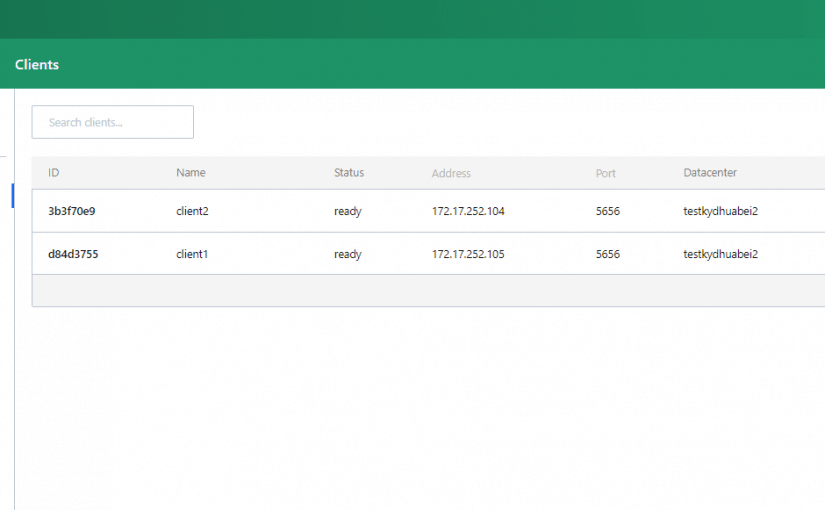 Clients
Search clients...
ID Name Status Address Port Datacenter
3b3f70e9 client2 ready 172.17.252.104 5656 testkydhuabei2
d84d3755 client1 ready 172.17.252.105 5656 testkydhuabei2